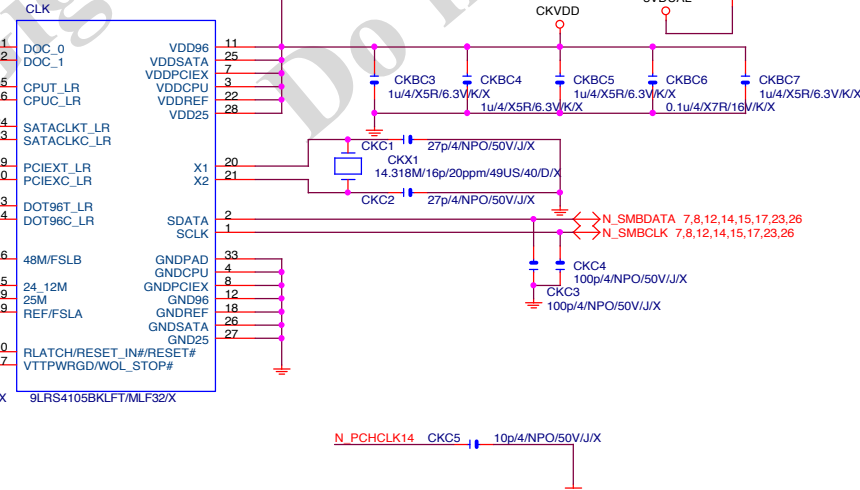 CLK
CKVDD
DOC_0 VDD96 11
DOC_1 VDDSATA 25
VDDPCIEX 7
CPUT_LR VDDCPU 3
CPUC_LR VDDREF 22
VDD25 28
CKBC3 CKBC4 CKBC5 CKBC6 CKBC7
1u/4/X5R/6.3V/K/X 1u/4/X5R/6.3V/K/X 1u/4/X5R/6.3V/K/X
1u/4/X5R/6.3V/K/X 0.1u/4/X7R/16V/K/X
SATACLKT_LR
SATACLKC_LR
CKC1 27p/4/NPO/50V/J/X
PCIEXT_LR X1 20
PCIEXC_LR X2 21
CKX1
14.318M/16p/20ppm/49US/40/D/X
CKC2 27p/4/NPO/50V/J/X
DOT96T_LR
DOT96C_LR
SDATA 2 N_SMBDATA 7,8,12,14,15,17,23,26
SCLK 1 N_SMBCLK 7,8,12,14,15,17,23,26
48M/FSLB GNDPAD 33
GNDCPU 4
24_12M GNDPCIEX 8
25M GND96 12
REF/FSLA GNDREF 18
GNDSATA 26
GND25 27
CKC4
100p/4/NPO/50V/J/X
CKC3
100p/4/NPO/50V/J/X
RLATCH/RESET_IN#/RESET#
VTTPWRGD/WOL_STOP#
9LRS4105BKLFT/MLF32/X
N_PCHCLK14 CKC5 10p/4/NPO/50V/J/X